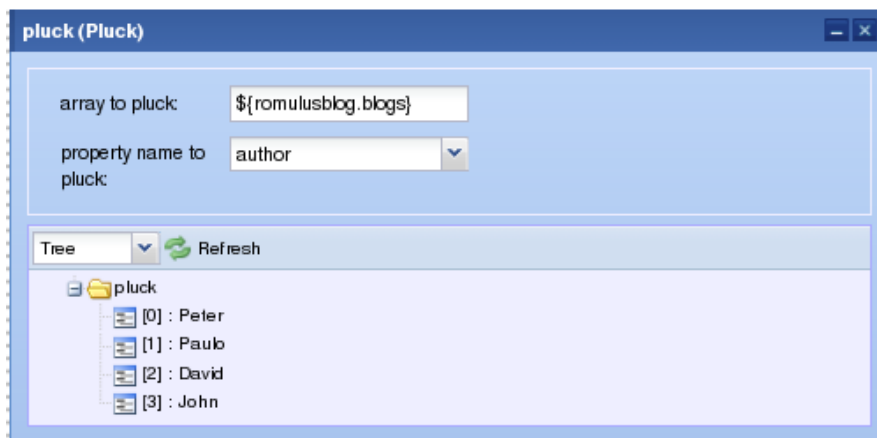 pluck (Pluck)
array to pluck: ${romulusblog.blogs}
property name to pluck: author
Tree Refresh
pluck
[0] : Peter
[1] : Paulo
[2] : David
[3] : John